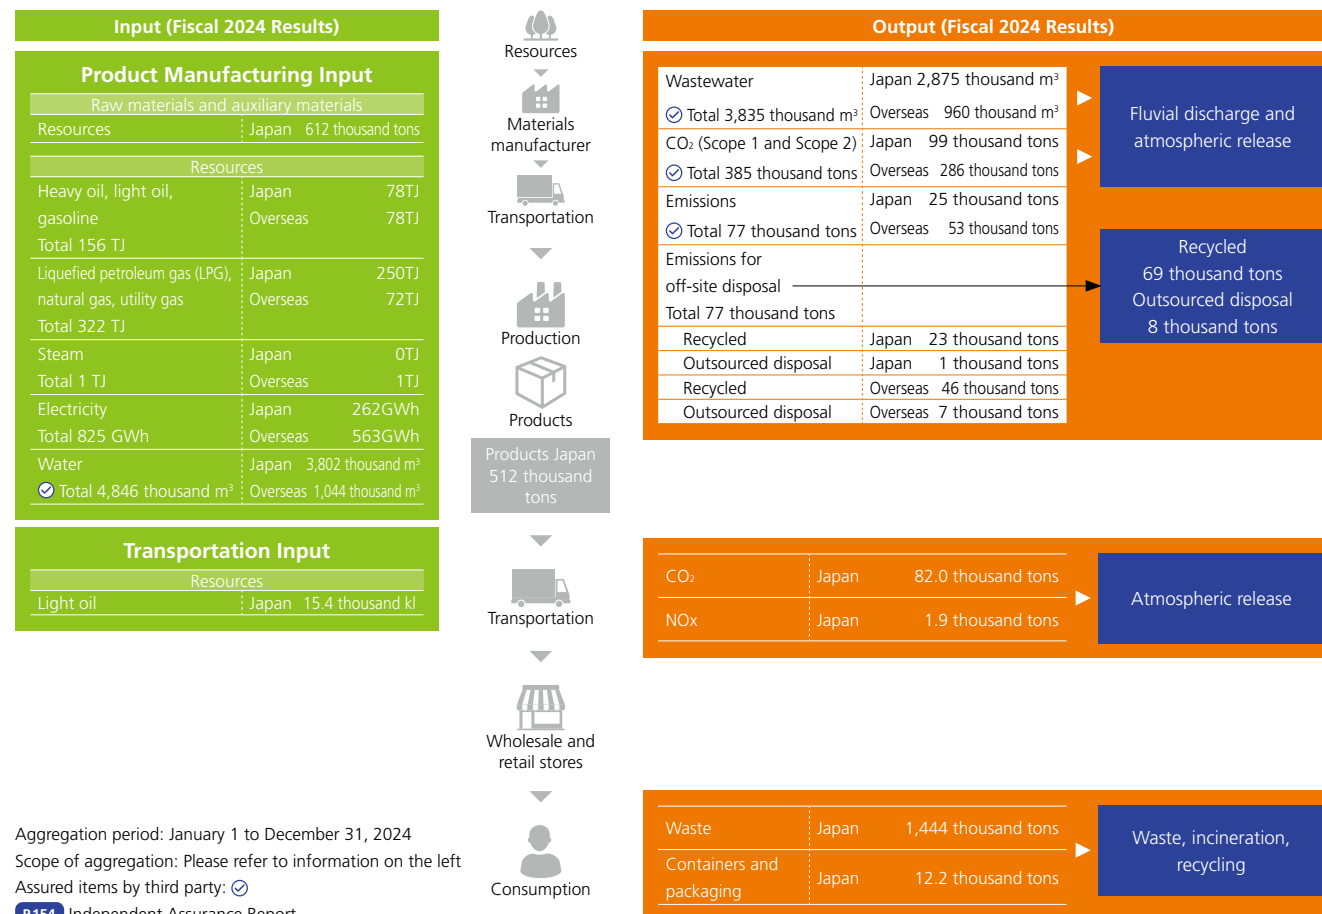 Input (Fiscal 2024 Results)
Product Manufacturing Input
Raw materials and auxiliary materials
Resources Japan 612 thousand tons
Resources
Heavy oil, light oil, Japan 78TJ
gasoline Overseas 78TJ
Total 156 TJ
Liquefied petroleum gas (LPG), Japan 250TJ
natural gas, utility gas Overseas 72TJ
Total 322 TJ
Steam Japan 0TJ
Total 1 TJ Overseas 1TJ
Electricity Japan 262GWh
Total 825 GWh Overseas 563GWh
Water Japan 3,802 thousand m³
Total 4,846 thousand m³ Overseas 1,044 thousand m³
Transportation Input
Resources
Light oil Japan 15.4 thousand kl
Aggregation period: January 1 to December 31, 2024
Scope of aggregation: Please refer to information on the left
Assured items by third party:
P.154 Independent Assurance Report
Resources
Materials
manufacturer
Transportation
Production
Products
Products Japan
512 thousand
tons
Transportation
Wholesale and
retail stores
Consumption
Output (Fiscal 2024 Results)
Wastewater Japan 2,875 thousand m³
Total 3,835 thousand m³ Overseas 960 thousand m³
CO₂ (Scope 1 and Scope 2) Japan 99 thousand tons
Total 385 thousand tons Overseas 286 thousand tons
Emissions Japan 25 thousand tons
Total 77 thousand tons Overseas 53 thousand tons
Emissions for
off-site disposal
Total 77 thousand tons
Recycled Japan 23 thousand tons
Outsourced disposal Japan 1 thousand tons
Recycled Overseas 46 thousand tons
Outsourced disposal Overseas 7 thousand tons
Fluvial discharge and
atmospheric release
Recycled
69 thousand tons
Outsourced disposal
8 thousand tons
CO₂ Japan 82.0 thousand tons
NOx Japan 1.9 thousand tons
Atmospheric release
Waste Japan 1,444 thousand tons
Containers and
packaging Japan 12.2 thousand tons
Waste, incineration,
recycling